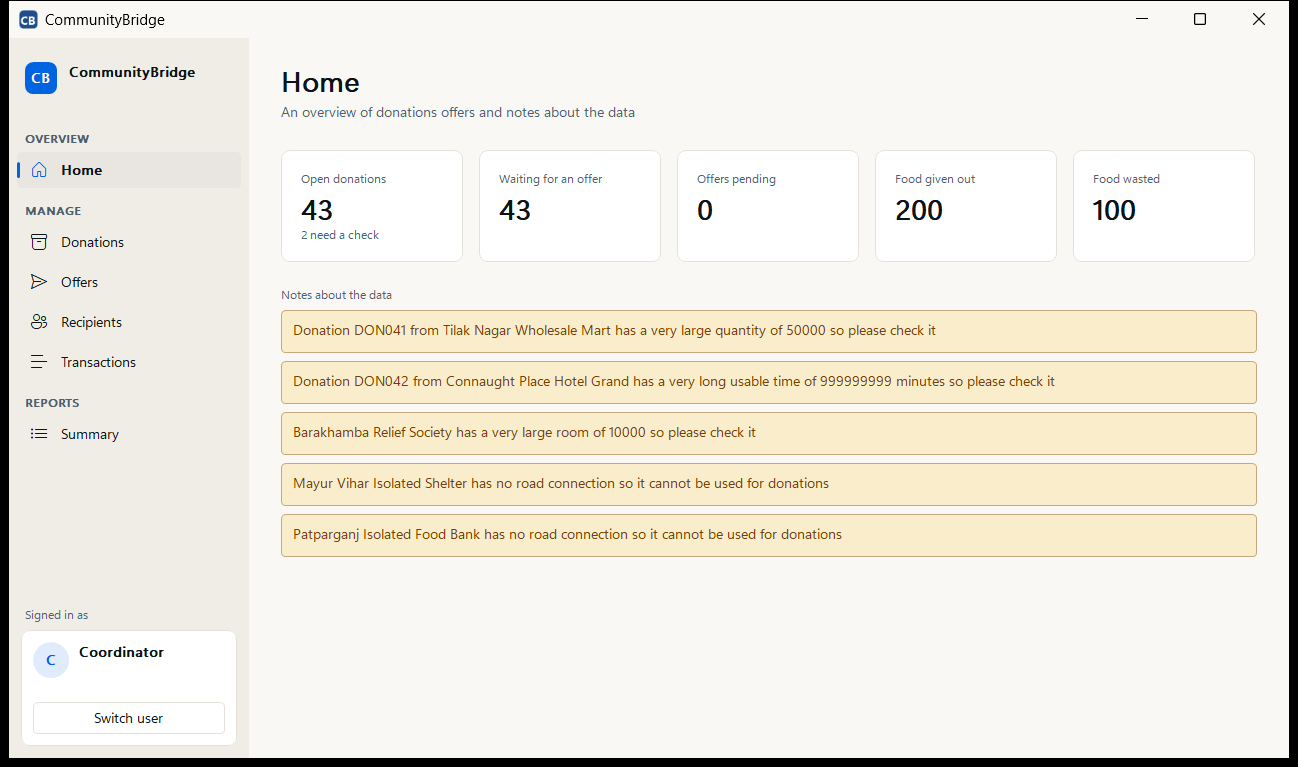 CB CommunityBridge
CB CommunityBridge
OVERVIEW
Home
MANAGE
Donations
Offers
Recipients
Transactions
REPORTS
Summary
Signed in as
C Coordinator
Switch user
Home
An overview of donations offers and notes about the data
Open donations
43
2 need a check
Waiting for an offer
43
Offers pending
0
Food given out
200
Food wasted
100
Notes about the data
Donation DON041 from Tilak Nagar Wholesale Mart has a very large quantity of 50000 so please check it
Donation DON042 from Connaught Place Hotel Grand has a very long usable time of 999999999 minutes so please check it
Barakhamba Relief Society has a very large room of 10000 so please check it
Mayur Vihar Isolated Shelter has no road connection so it cannot be used for donations
Patparganj Isolated Food Bank has no road connection so it cannot be used for donations